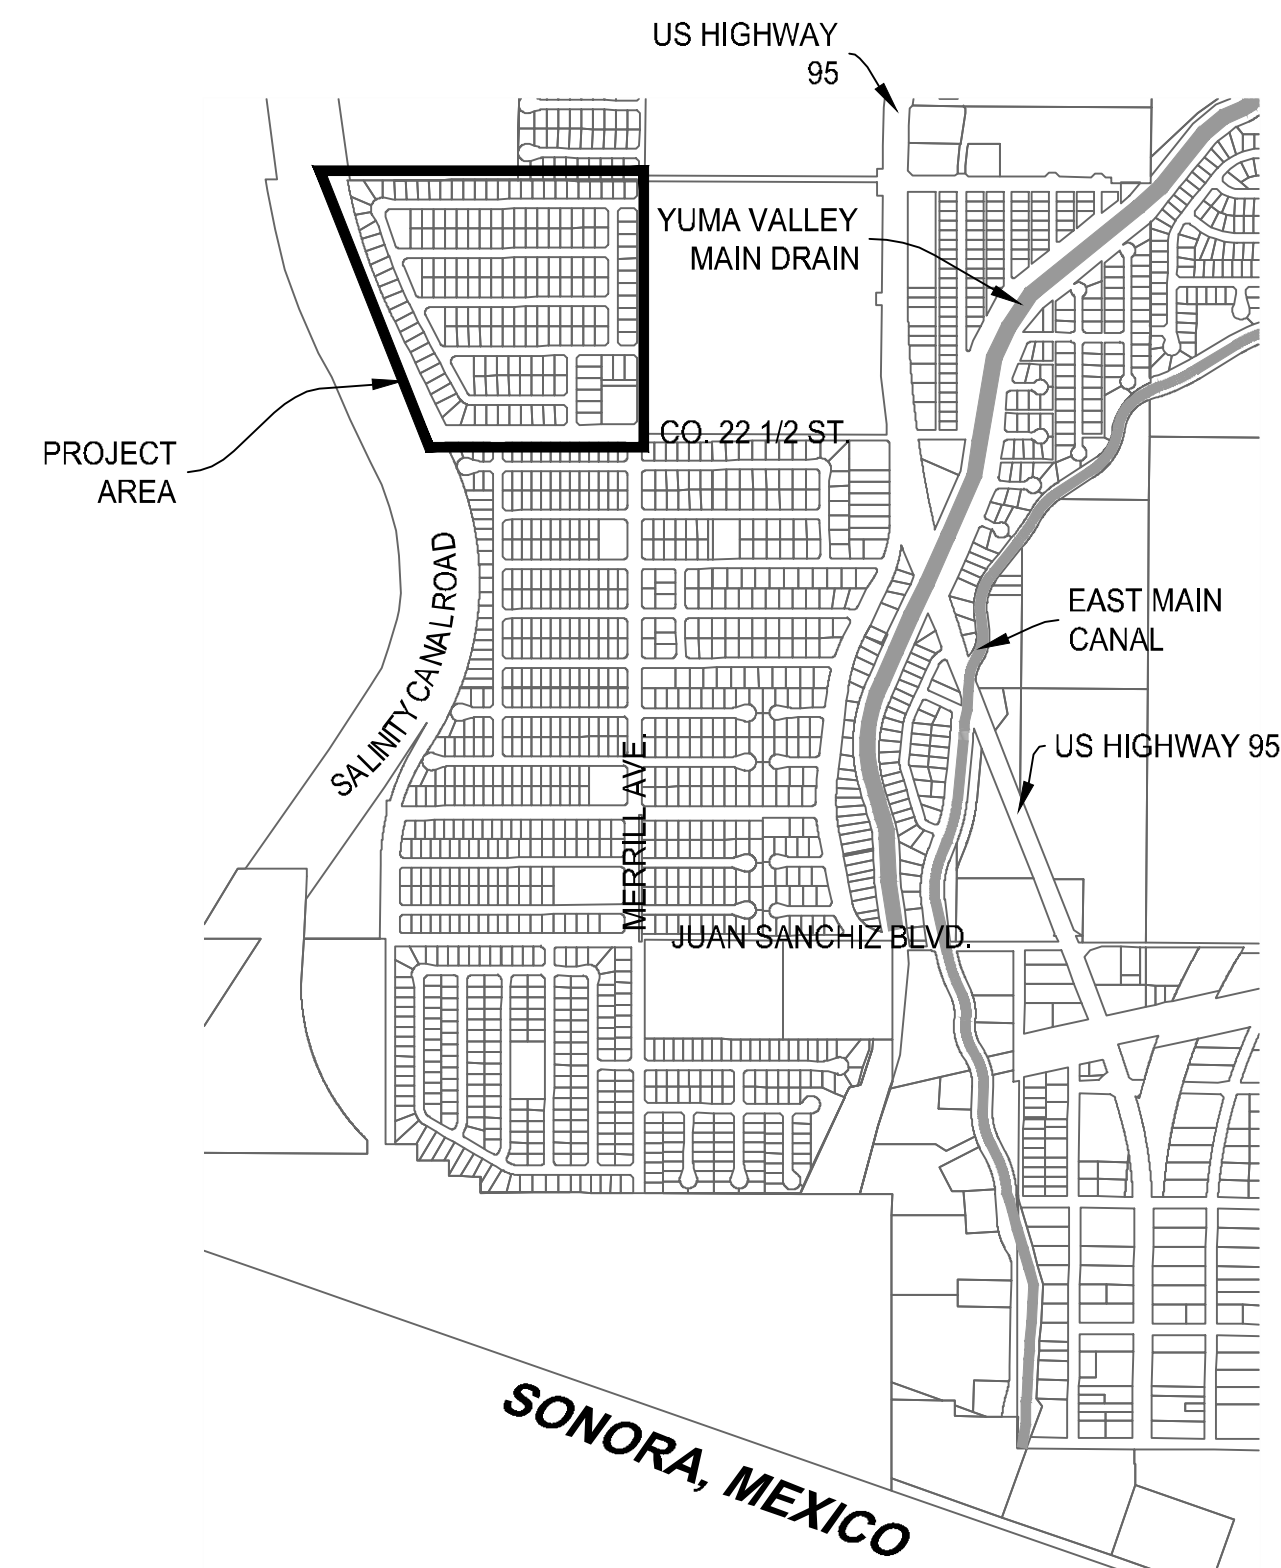 US HIGHWAY
95
YUMA VALLEY
MAIN DRAIN
CO. 22 1/2 ST.
PROJECT
AREA
SALINITY CANAL ROAD
EAST MAIN
CANAL
US HIGHWAY 95
MERRILL AVE.
JUAN SANCHIZ BLVD.
SONORA, MEXICO